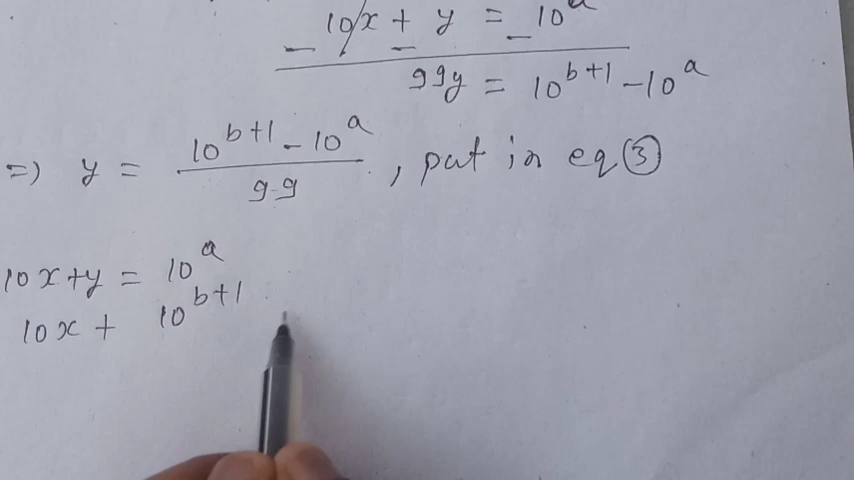 10x + y = 10^a
99y = 10^{b+1} - 10^a
=) y = \frac{10^{b+1} - 10^a}{99}, put in eq ③
10x + y = 10^a
10x + 10^{b+1}